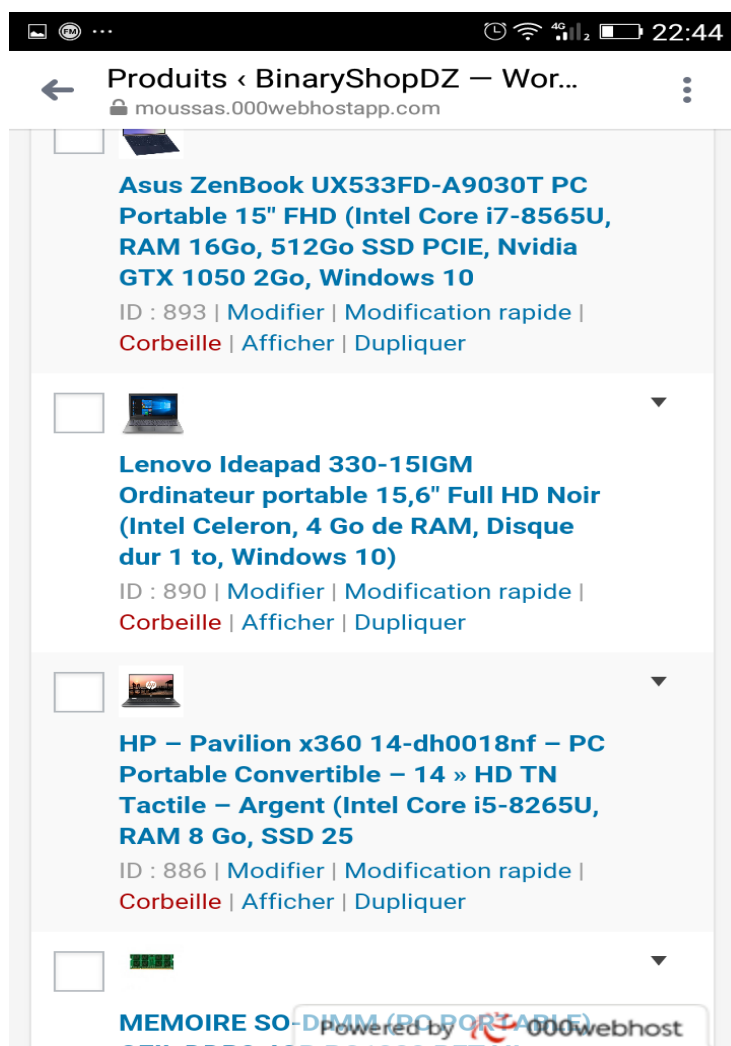 FM ...
4G 2 22:44
Produits ‹ BinaryShopDZ — Wor...
moussas.000webhostapp.com
Asus ZenBook UX533FD-A9030T PC
Portable 15" FHD (Intel Core i7-8565U,
RAM 16Go, 512Go SSD PCIE, Nvidia
GTX 1050 2Go, Windows 10
ID : 893 | Modifier | Modification rapide |
Corbeille | Afficher | Dupliquer
Lenovo Ideapad 330-15IGM
Ordinateur portable 15,6" Full HD Noir
(Intel Celeron, 4 Go de RAM, Disque
dur 1 to, Windows 10)
ID : 890 | Modifier | Modification rapide |
Corbeille | Afficher | Dupliquer
HP – Pavilion x360 14-dh0018nf – PC
Portable Convertible – 14 » HD TN
Tactile – Argent (Intel Core i5-8265U,
RAM 8 Go, SSD 25
ID : 886 | Modifier | Modification rapide |
Corbeille | Afficher | Dupliquer
MEMOIRE SO-DIMM (PC PORTABLE)
Powered by 000webhost